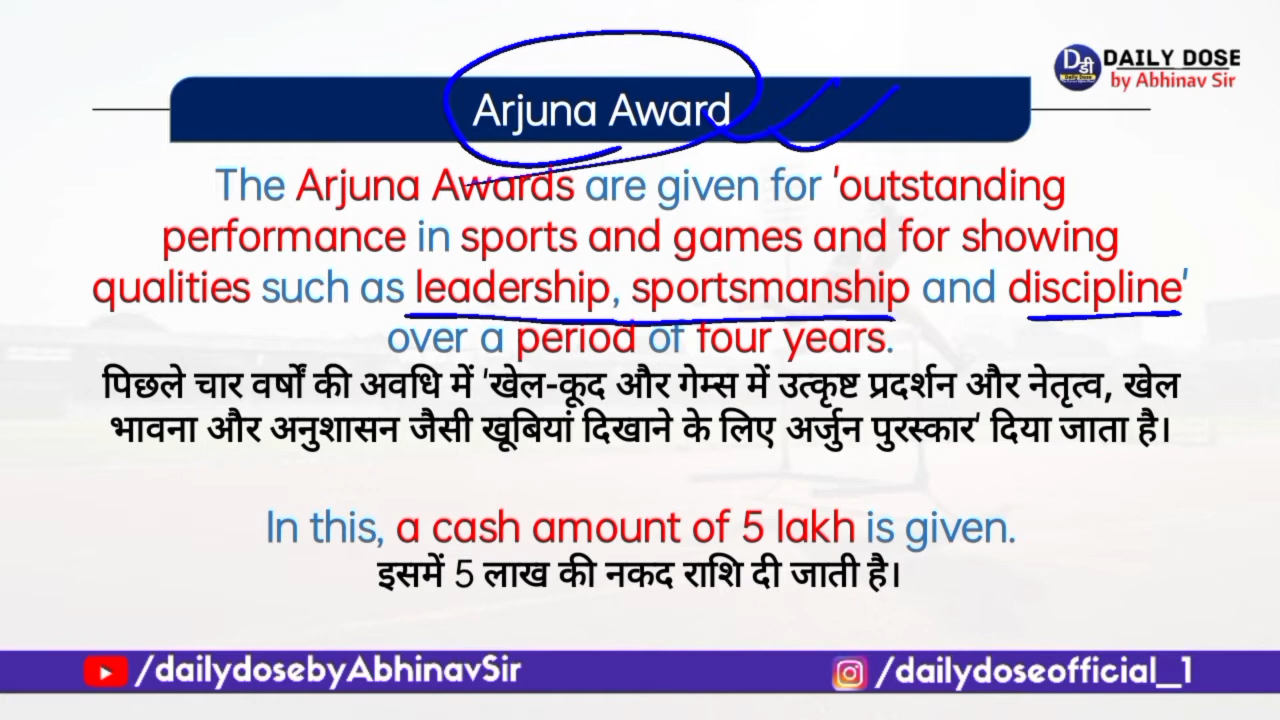 Dडी
Daily Dose
DAILY DOSE
by Abhinav Sir
Arjuna Award
The Arjuna Awards are given for 'outstanding
performance in sports and games and for showing
qualities such as leadership, sportsmanship and discipline'
over a period of four years.
पिछले चार वर्षों की अवधि में 'खेल-कूद और गेम्स में उत्कृष्ट प्रदर्शन और नेतृत्व, खेल
भावना और अनुशासन जैसी खूबियां दिखाने के लिए अर्जुन पुरस्कार' दिया जाता है।
In this, a cash amount of 5 lakh is given.
इसमें 5 लाख की नकद राशि दी जाती है।
/dailydosebyAbhinavSir
/dailydoseofficial_1